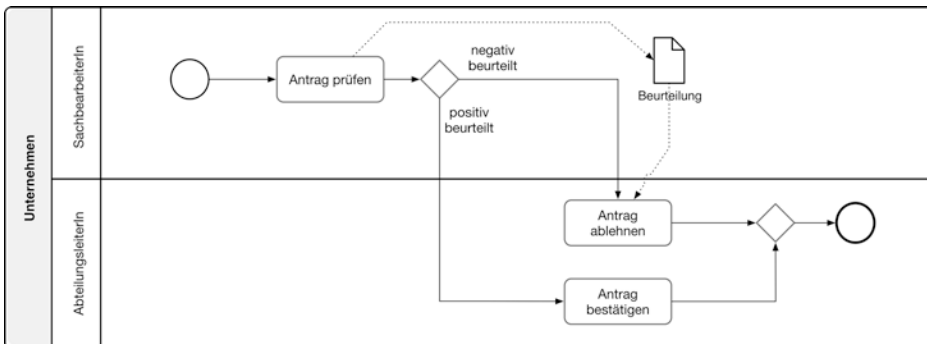 Unternehmen
SachbearbeiterIn
Antrag prüfen
negativ
beurteilt
positiv
beurteilt
Beurteilung
AbteilungsleiterIn
Antrag
ablehnen
Antrag
bestätigen